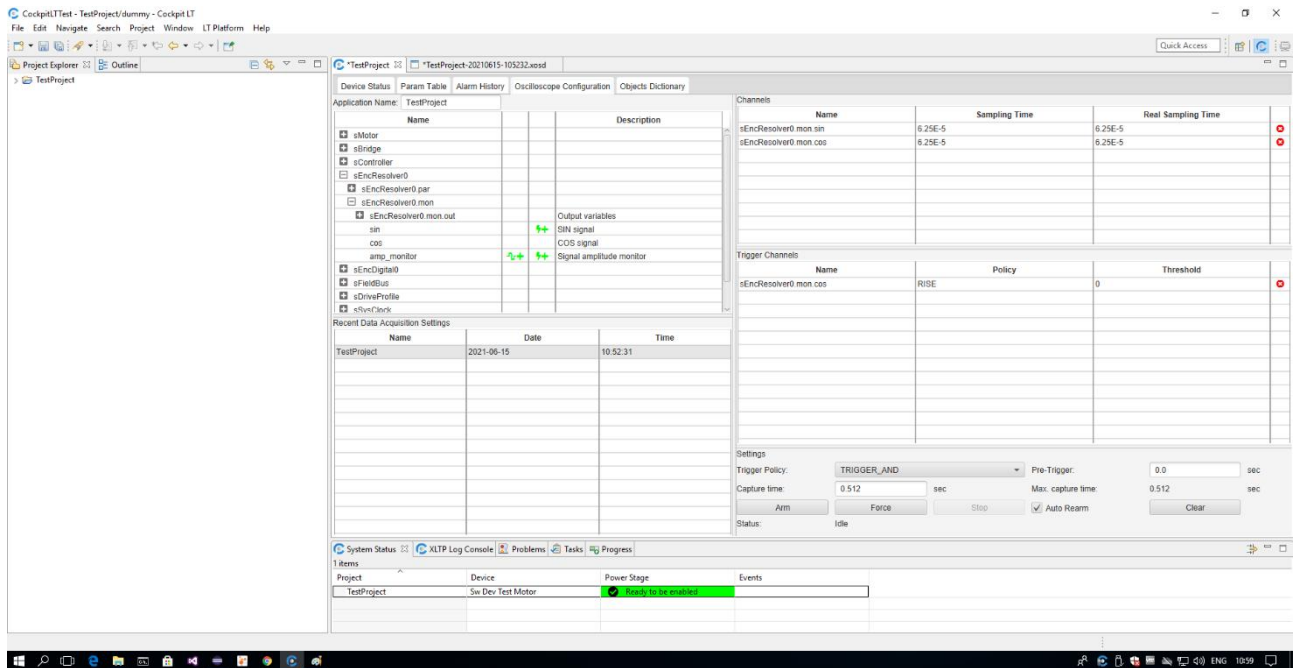 CockpitLTTest - TestProject/dummy - Cockpit LT
File Edit Navigate Search Project Window LT Platform Help
Quick Access
Project Explorer Outline
TestProject
*TestProject *TestProject-20210615-105232.xosd
Device Status Param Table Alarm History Oscilloscope Configuration Objects Dictionary
Application Name: TestProject
Name Description
sMotor
sBridge
sController
sEncResolver0
sEncResolver0.par
sEncResolver0.mon
sEncResolver0.mon.out Output variables
sin SIN signal
cos COS signal
amp_monitor Signal amplitude monitor
sEncDigital0
sFieldBus
sDriveProfile
sSysClock
Recent Data Acquisition Settings
Name Date Time
TestProject 2021-06-15 10:52:31
Channels
Name Sampling Time Real Sampling Time
sEncResolver0.mon.sin 6.25E-5 6.25E-5
sEncResolver0.mon.cos 6.25E-5 6.25E-5
Trigger Channels
Name Policy Threshold
sEncResolver0.mon.cos RISE 0
Settings
Trigger Policy: TRIGGER_AND Pre-Trigger: 0.0 sec
Capture time: 0.512 sec Max. capture time: 0.512 sec
Arm Force Stop Auto Rearm Clear
Status: Idle
System Status XLTP Log Console Problems Tasks Progress
1 items
Project Device Power Stage Events
TestProject Sw Dev Test Motor Ready to be enabled
ENG 10:59